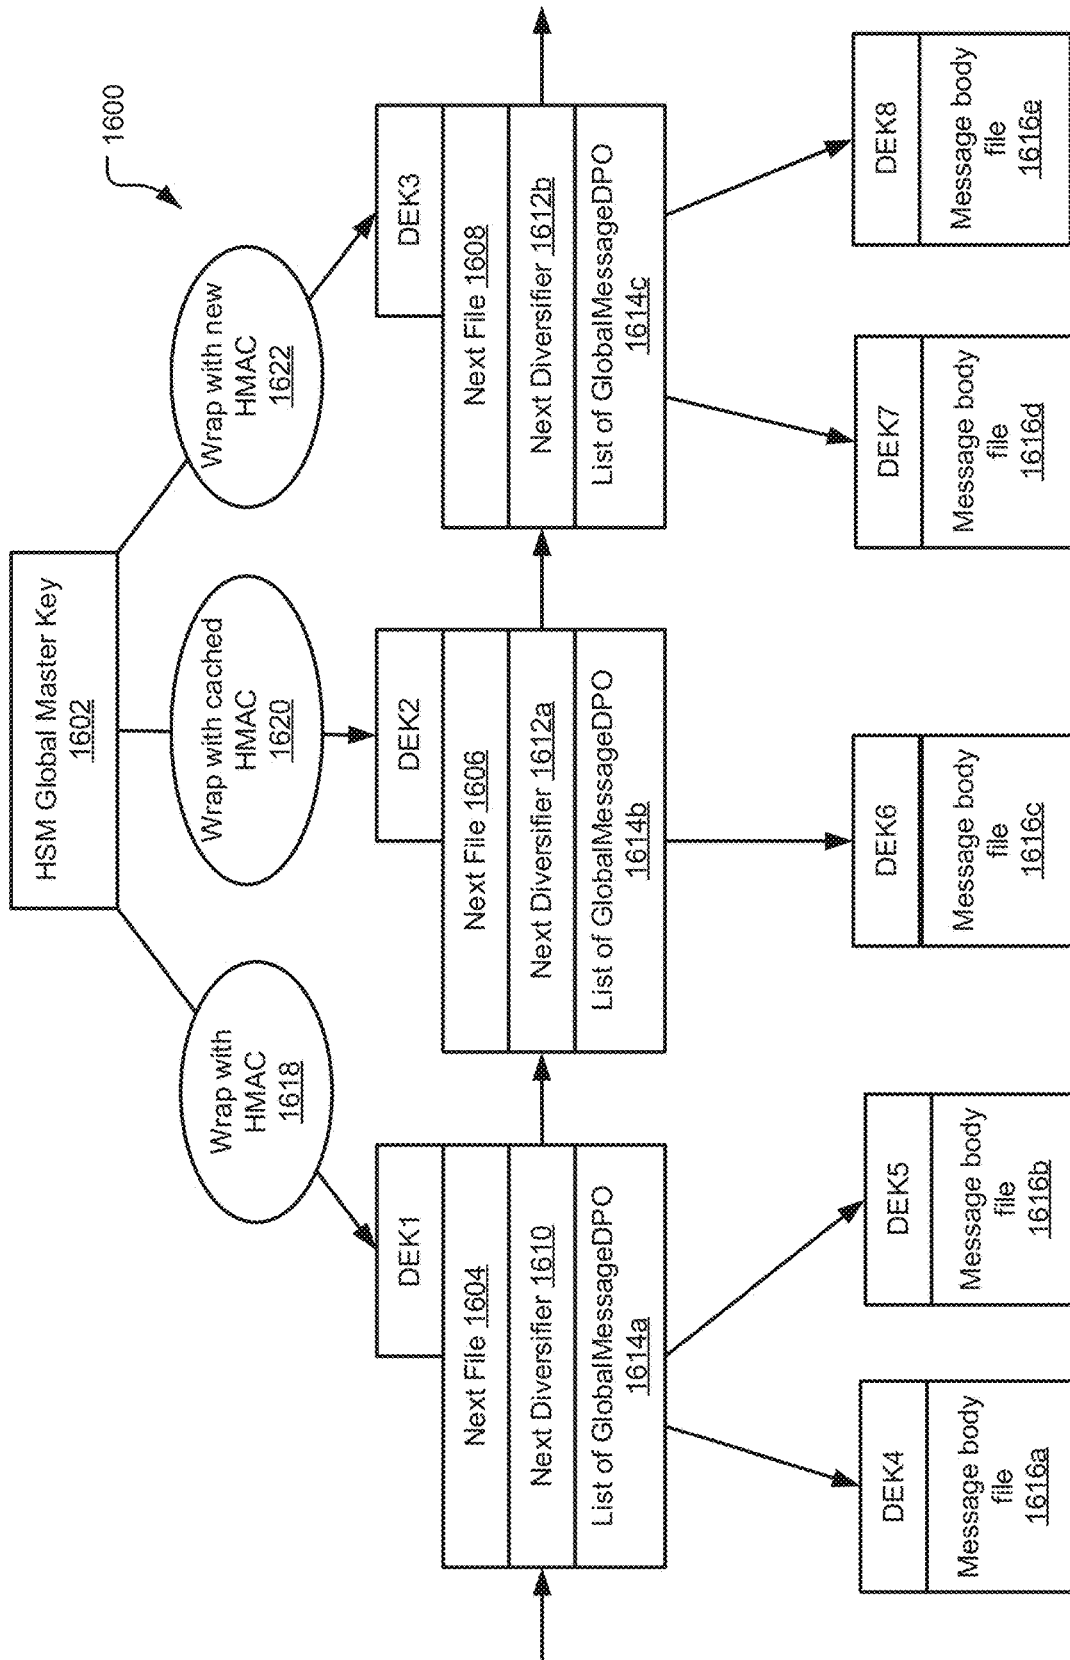 1600
HSM Global Master Key
1602
Wrap with
HMAC
1618
Wrap with cached
HMAC
1620
Wrap with new
HMAC
1622
DEK1
Next File 1604
Next Diversifier 1610
List of GlobalMessageDPO
1614a
DEK2
Next File 1606
Next Diversifier 1612a
List of GlobalMessageDPO
1614b
DEK3
Next File 1608
Next Diversifier 1612b
List of GlobalMessageDPO
1614c
DEK4
Message body
file
1616a
DEK5
Message body
file
1616b
DEK6
Message body
file
1616c
DEK7
Message body
file
1616d
DEK8
Message body
file
1616e